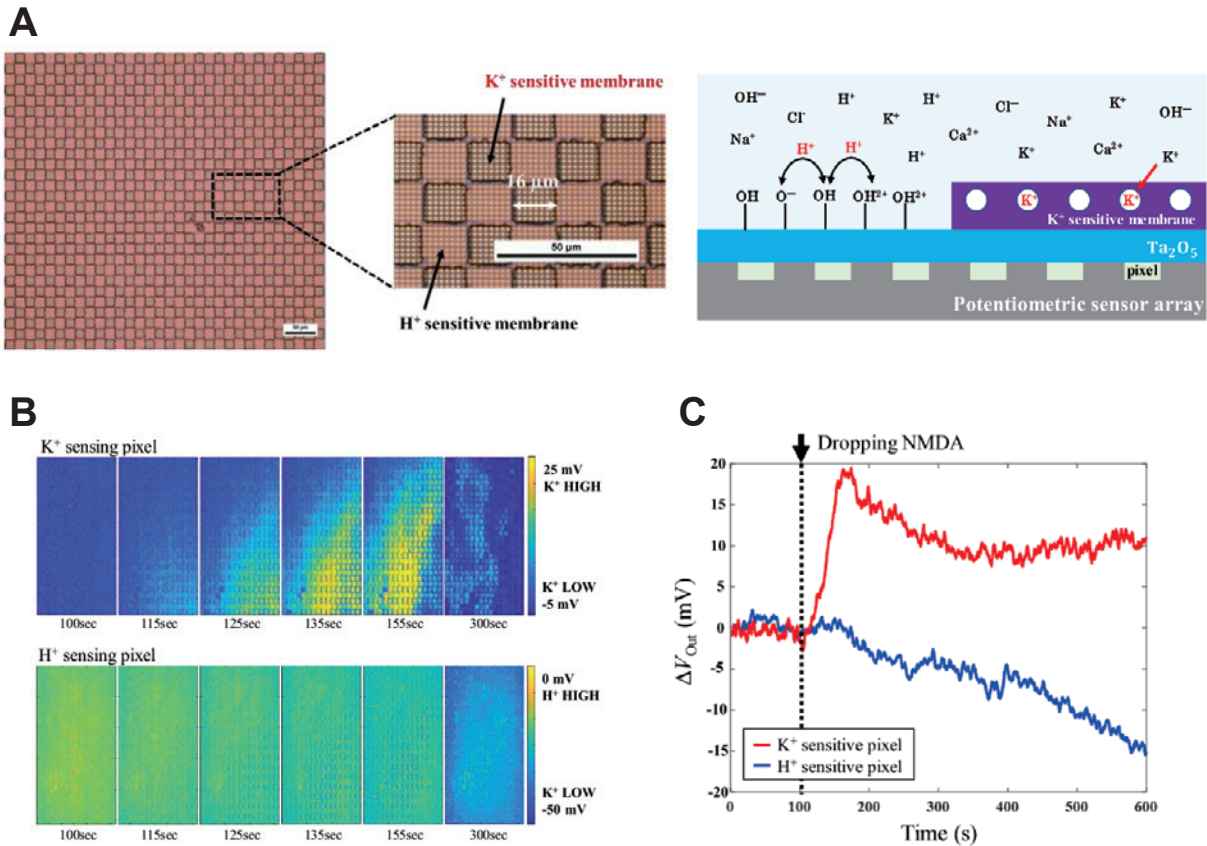 A
K⁺ sensitive membrane
16 μm
50 μm
H⁺ sensitive membrane
50 μm
OH⁻
Cl⁻
H⁺
H⁺
Cl⁻
K⁺
OH⁻
Na⁺
K⁺
Na⁺
Ca²⁺
H⁺
H⁺
H⁺
K⁺
Ca²⁺
K⁺
OH
O⁻
OH
OH²⁺
OH²⁺
K⁺
K⁺
K⁺ sensitive membrane
Ta₂O₅
pixel
Potentiometric sensor array
B
K⁺ sensing pixel
25 mV
K⁺ HIGH
K⁺ LOW
-5 mV
100sec 115sec 125sec 135sec 155sec 300sec
H⁺ sensing pixel
0 mV
H⁺ HIGH
K⁺ LOW
-50 mV
100sec 115sec 125sec 135sec 155sec 300sec
C
Dropping NMDA
20
15
10
5
0
-5
-10
-15
-20
ΔV_Out (mV)
K⁺ sensitive pixel
H⁺ sensitive pixel
0 100 200 300 400 500 600
Time (s)